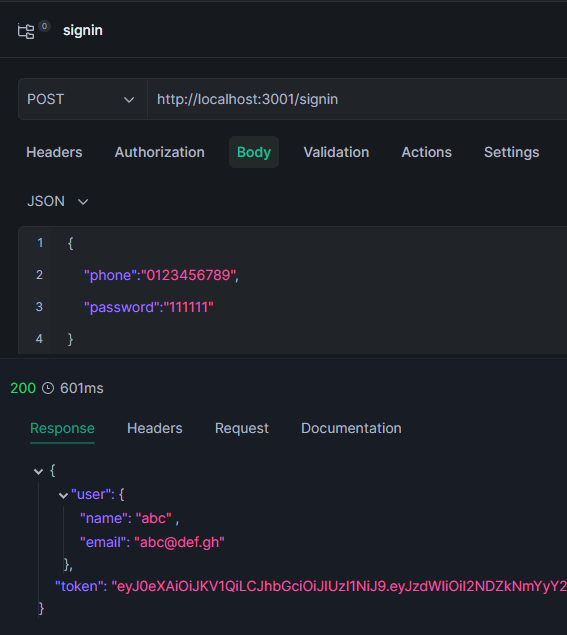 0 signin
POST http://localhost:3001/signin
Headers Authorization Body Validation Actions Settings
JSON
1 {
2 "phone":"0123456789",
3 "password":"111111"
4 }
200 601ms
Response Headers Request Documentation
{
"user": {
"name": "abc" ,
"email": "abc@def.gh"
},
"token": "eyJ0eXAiOiJKV1QiLCJhbGciOiJIUzI1NiJ9.eyJzdWIiOiI2NDZkNmYyY2
}